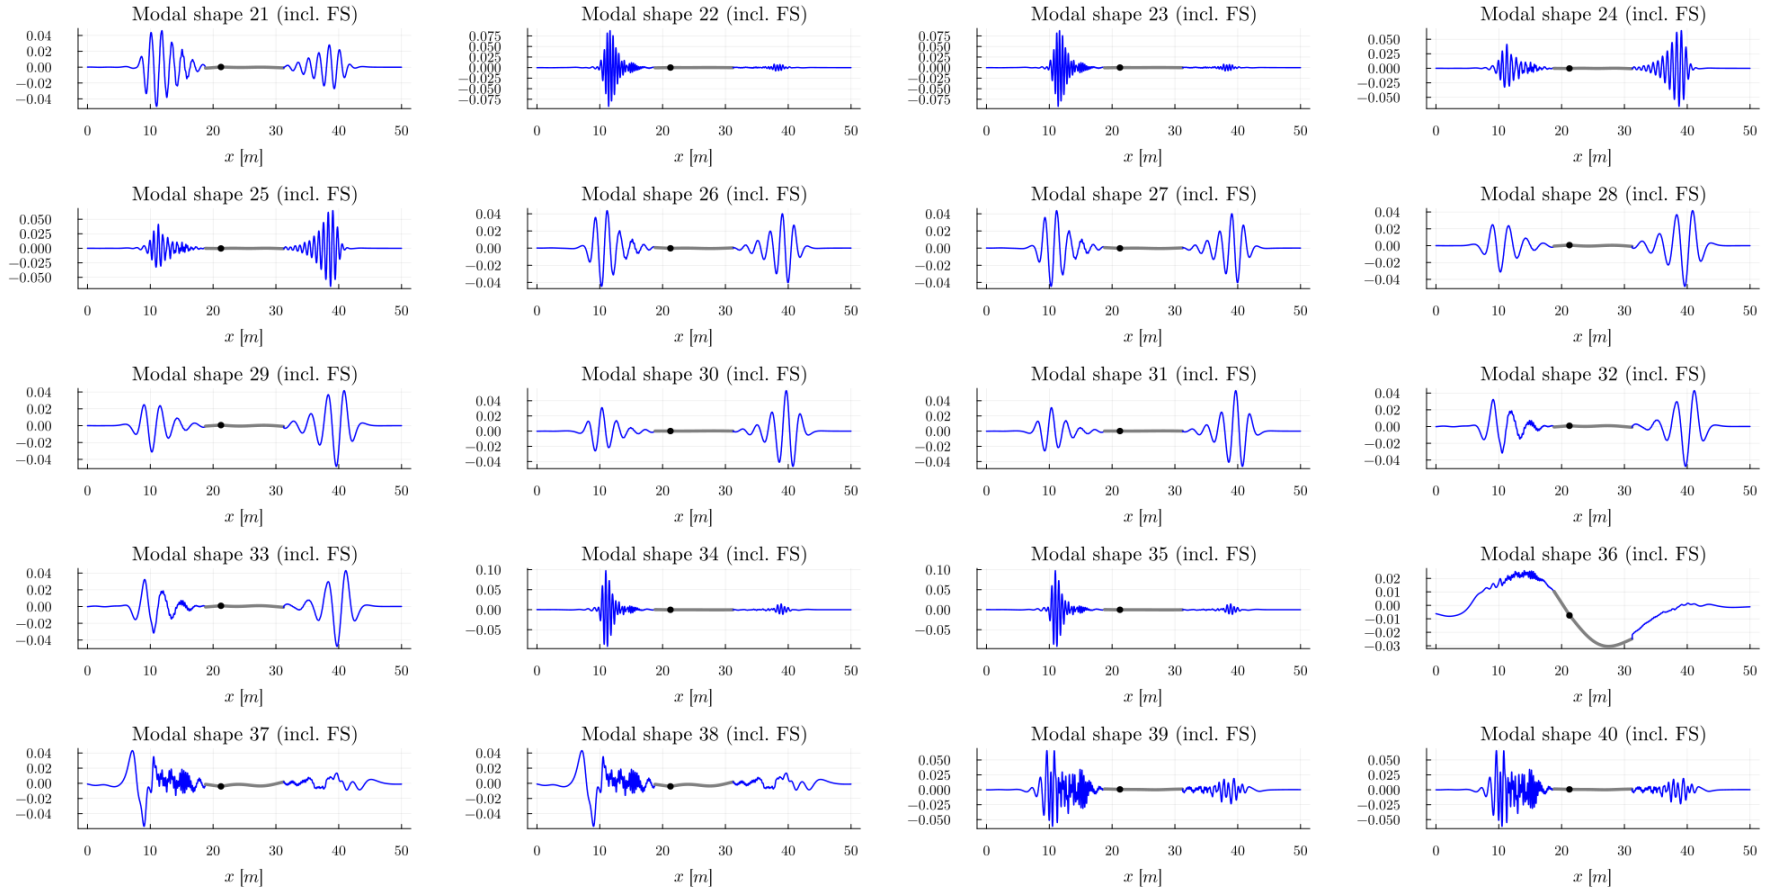 Modal shape 21 (incl. FS)
0.04
0.02
0.00
−0.02
−0.04
0 10 20 30 40 50
x [m]
Modal shape 22 (incl. FS)
0.075
0.050
0.025
0.000
−0.025
−0.050
−0.075
0 10 20 30 40 50
x [m]
Modal shape 23 (incl. FS)
0.075
0.050
0.025
0.000
−0.025
−0.050
−0.075
0 10 20 30 40 50
x [m]
Modal shape 24 (incl. FS)
0.050
0.025
0.000
−0.025
−0.050
0 10 20 30 40 50
x [m]
Modal shape 25 (incl. FS)
0.050
0.025
0.000
−0.025
−0.050
0 10 20 30 40 50
x [m]
Modal shape 26 (incl. FS)
0.04
0.02
0.00
−0.02
−0.04
0 10 20 30 40 50
x [m]
Modal shape 27 (incl. FS)
0.04
0.02
0.00
−0.02
−0.04
0 10 20 30 40 50
x [m]
Modal shape 28 (incl. FS)
0.04
0.02
0.00
−0.02
−0.04
0 10 20 30 40 50
x [m]
Modal shape 29 (incl. FS)
0.04
0.02
0.00
−0.02
−0.04
0 10 20 30 40 50
x [m]
Modal shape 30 (incl. FS)
0.04
0.02
0.00
−0.02
−0.04
0 10 20 30 40 50
x [m]
Modal shape 31 (incl. FS)
0.04
0.02
0.00
−0.02
−0.04
0 10 20 30 40 50
x [m]
Modal shape 32 (incl. FS)
0.04
0.02
0.00
−0.02
−0.04
0 10 20 30 40 50
x [m]
Modal shape 33 (incl. FS)
0.04
0.02
0.00
−0.02
−0.04
0 10 20 30 40 50
x [m]
Modal shape 34 (incl. FS)
0.10
0.05
0.00
−0.05
0 10 20 30 40 50
x [m]
Modal shape 35 (incl. FS)
0.10
0.05
0.00
−0.05
0 10 20 30 40 50
x [m]
Modal shape 36 (incl. FS)
0.02
0.01
0.00
−0.01
−0.02
−0.03
0 10 20 30 40 50
x [m]
Modal shape 37 (incl. FS)
0.04
0.02
0.00
−0.02
−0.04
0 10 20 30 40 50
x [m]
Modal shape 38 (incl. FS)
0.04
0.02
0.00
−0.02
−0.04
0 10 20 30 40 50
x [m]
Modal shape 39 (incl. FS)
0.050
0.025
0.000
−0.025
−0.050
0 10 20 30 40 50
x [m]
Modal shape 40 (incl. FS)
0.050
0.025
0.000
−0.025
−0.050
0 10 20 30 40 50
x [m]